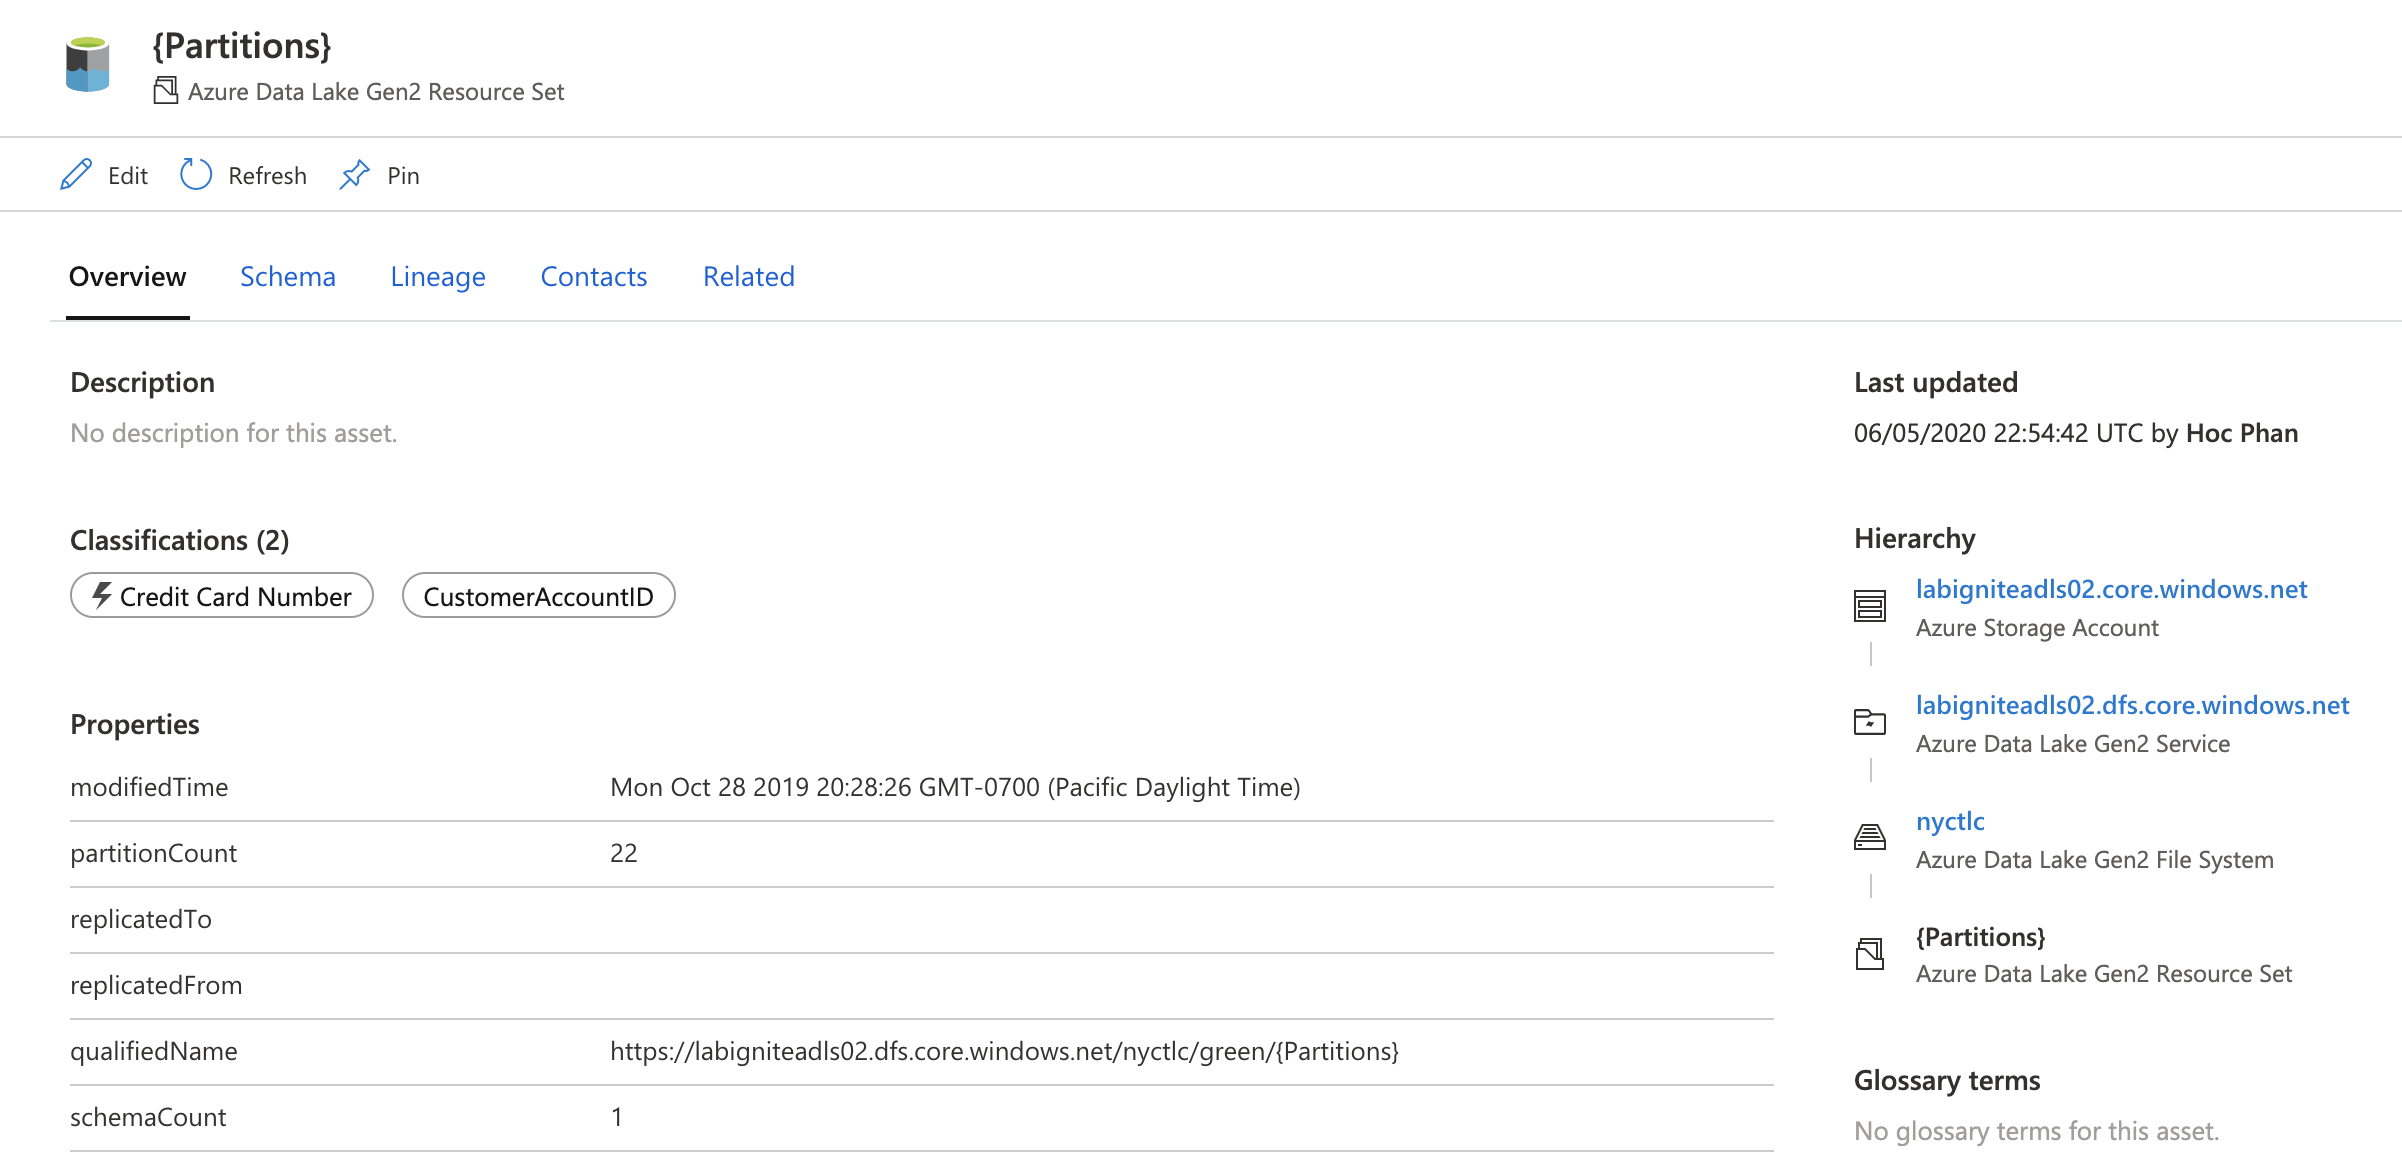 {Partitions}
Azure Data Lake Gen2 Resource Set
Edit Refresh Pin
Overview Schema Lineage Contacts Related
Description
No description for this asset.
Classifications (2)
Credit Card Number CustomerAccountID
Properties
modifiedTime Mon Oct 28 2019 20:28:26 GMT-0700 (Pacific Daylight Time)
partitionCount 22
replicatedTo
replicatedFrom
qualifiedName https://labigniteadls02.dfs.core.windows.net/nyctlc/green/{Partitions}
schemaCount 1
Last updated
06/05/2020 22:54:42 UTC by Hoc Phan
Hierarchy
labigniteadls02.core.windows.net
Azure Storage Account
labigniteadls02.dfs.core.windows.net
Azure Data Lake Gen2 Service
nyctlc
Azure Data Lake Gen2 File System
{Partitions}
Azure Data Lake Gen2 Resource Set
Glossary terms
No glossary terms for this asset.